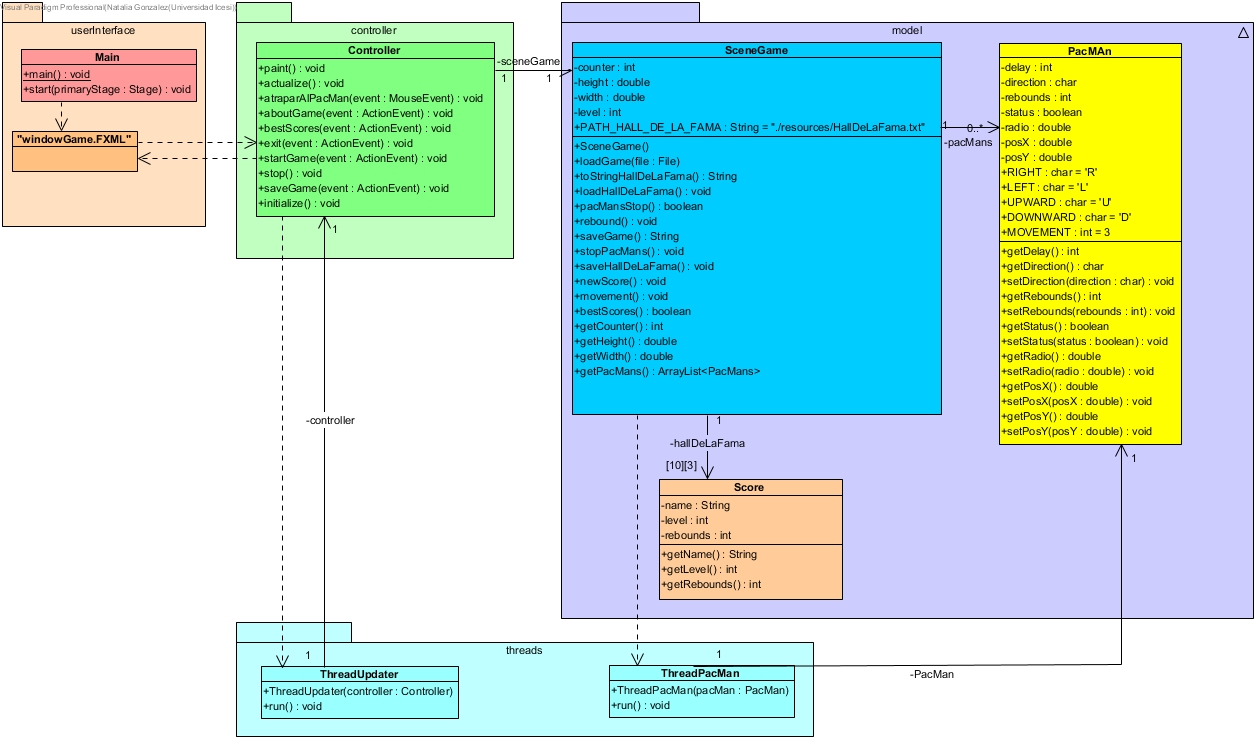 Visual Paradigm Professional(Natalia Gonzalez(Universidad Icesi))
userInterface
Main
+main() : void
+start(primaryStage : Stage) : void
"windowGame.FXML"
controller
Controller
+paint() : void
+actualize() : void
+atraparAlPacMan(event : MouseEvent) : void
+aboutGame(event : ActionEvent) : void
+bestScores(event : ActionEvent) : void
+exit(event : ActionEvent) : void
+startGame(event : ActionEvent) : void
+stop() : void
+saveGame(event : ActionEvent) : void
+initialize() : void
-sceneGame
1
1
1
-controller
1
model
SceneGame
-counter : int
-height : double
-width : double
-level : int
+PATH_HALL_DE_LA_FAMA : String = "./resources/HallDeLaFama.txt"
+SceneGame()
+loadGame(file : File)
+toStringHallDeLaFama() : String
+loadHallDeLaFama() : void
+pacMansStop() : boolean
+rebound() : void
+saveGame() : String
+stopPacMans() : void
+saveHallDeLaFama() : void
+newScore() : void
+movement() : void
+bestScores() : boolean
+getCounter() : int
+getHeight() : double
+getWidth() : double
+getPacMans() : ArrayList<PacMans>
1
0..*
-pacMans
PacMAn
-delay : int
-direction : char
-rebounds : int
-status : boolean
-radio : double
-posX : double
-posY : double
+RIGHT : char = 'R'
+LEFT : char = 'L'
+UPWARD : char = 'U'
+DOWNWARD : char = 'D'
+MOVEMENT : int = 3
+getDelay() : int
+getDirection() : char
+setDirection(direction : char) : void
+getRebounds() : int
+setRebounds(rebounds : int) : void
+getStatus() : boolean
+setStatus(status : boolean) : void
+getRadio() : double
+setRadio(radio : double) : void
+getPosX() : double
+setPosX(posX : double) : void
+getPosY() : double
+setPosY(posY : double) : void
1
1
-hallDeLaFama
[10][3]
Score
-name : String
-level : int
-rebounds : int
+getName() : String
+getLevel() : int
+getRebounds() : int
threads
ThreadUpdater
+ThreadUpdater(controller : Controller)
+run() : void
1
ThreadPacMan
+ThreadPacMan(pacMan : PacMan)
+run() : void
-PacMan